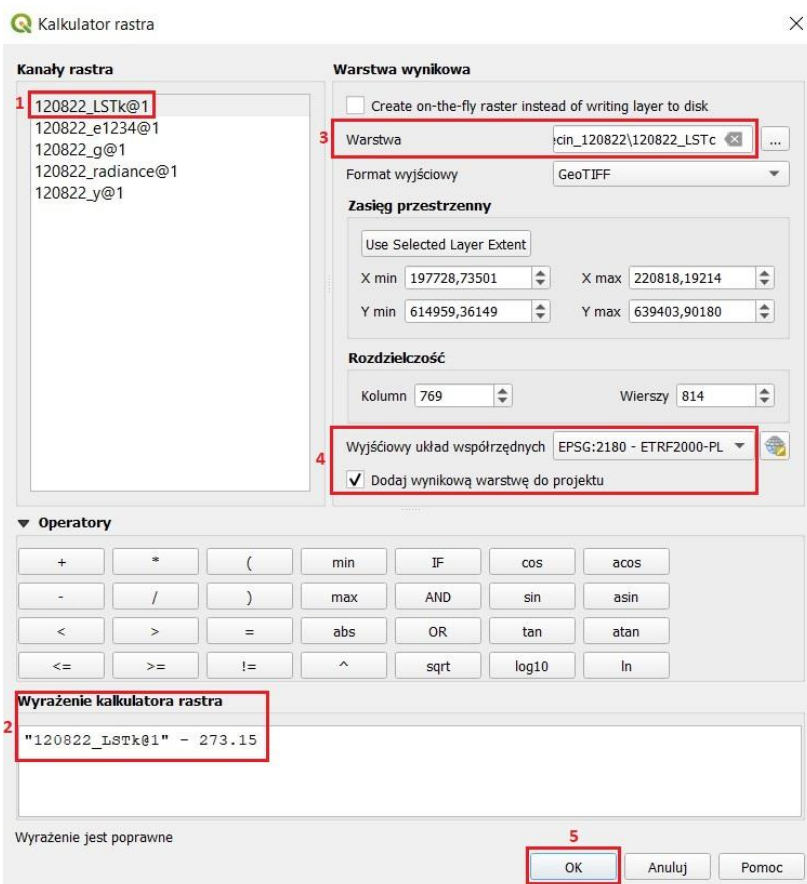 Kalkulator rastra
Kanały rastra
1
120822_LSTk@1
120822_e1234@1
120822_g@1
120822_radiance@1
120822_y@1
Warstwa wynikowa
Create on-the-fly raster instead of writing layer to disk
3
Warstwa
ecin_120822\120822_LSTc
...
Format wyjściowy
GeoTIFF
Zasięg przestrzenny
Use Selected Layer Extent
X min 197728,73501 X max 220818,19214
Y min 614959,36149 Y max 639403,90180
Rozdzielczość
Kolumn 769 Wierszy 814
4
Wyjśćiowy układ współrzędnych EPSG:2180 - ETRF2000-PL
Dodaj wynikową warstwę do projektu
Operatory
+ * ( min IF cos acos
- / ) max AND sin asin
< > = abs OR tan atan
<= >= != ^ sqrt log10 ln
Wyrażenie kalkulatora rastra
2
"120822_LSTk@1" - 273.15
Wyrażenie jest poprawne
5
OK Anuluj Pomoc